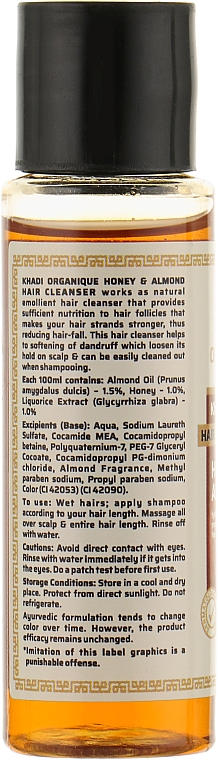 KHADI ORGANIQUE HONEY & ALMOND
HAIR CLEANSER works as natural
emollient hair cleanser that provides
sufficient nutrition to hair follicles that
makes your hair strands stronger, thus
reducing hair-fall. This hair cleanser helps
to softening of dandruff which loosen its
hold on scalp & can be easily cleaned out
when shampooing.
Each 100ml contains: Almond Oil (Prunus
amygdalus dulcis) - 1.5%, Honey - 1.0%,
Liquorice Extract (Glycyrrhiza glabra) -
1.0%
Excipients (Base): Aqua, Sodium Laureth
Sulfate, Cocamide MEA, Cocamidopropyl
betaine, Polyquaternium-7, PEG-7 Glyceryl
Cocoate, Cocamidopropyl PG-dimonium
chloride, Almond Fragrance, Methyl
paraben sodium, Propyl paraben sodium,
Color (CI 42053) (CI 42090).
To use: Wet hairs; apply shampoo
according to your hair length. Massage all
over scalp & entire hair length. Rinse off
with water.
Cautions: Avoid direct contact with eyes.
Rinse with water immediately if it gets into
the eyes. Do a patch test before first use.
Storage Conditions: Store in a cool and dry
place. Protect from direct sunlight. Do not
refrigerate.
Ayurvedic formulation tends to change
color over time. However, the product
efficacy remains unchanged.
*Imitation of this label graphics is a
punishable offense.